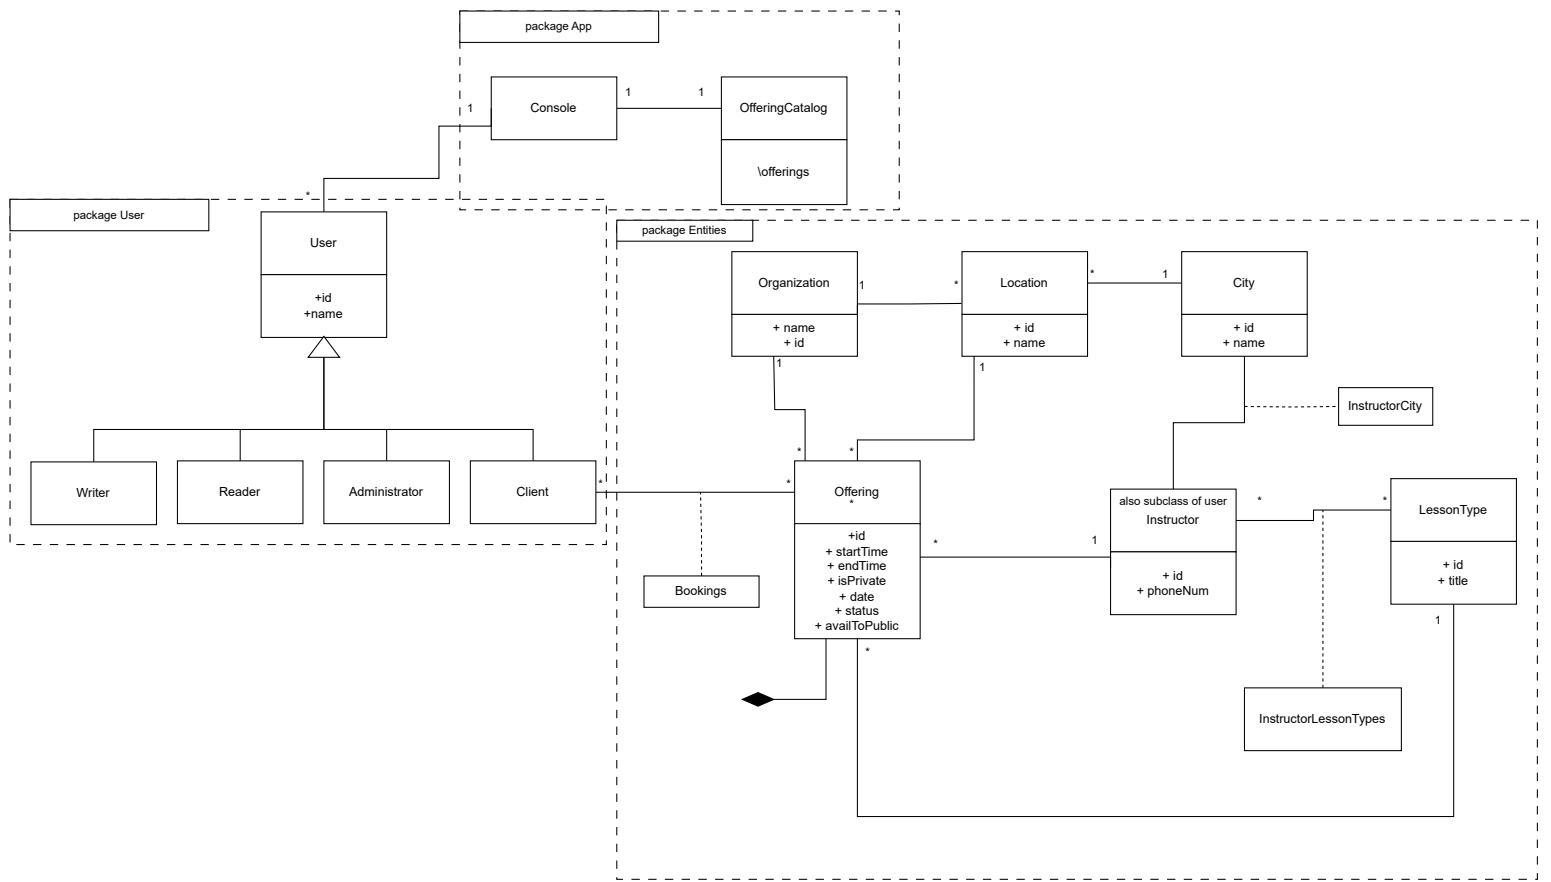 package App
Console
OfferingCatalog
\offerings
1
1
1
*
package User
User
+id
+name
Writer
Reader
Administrator
Client
package Entities
Organization
+ name
+ id
1
*
Location
+ id
+ name
*
1
City
+ id
+ name
1
1
InstructorCity
*
*
*
*
Offering
*
+id
+ startTime
+ endTime
+ isPrivate
+ date
+ status
+ availToPublic
Bookings
*
1
also subclass of user
Instructor
+ id
+ phoneNum
*
*
LessonType
+ id
+ title
1
*
InstructorLessonTypes